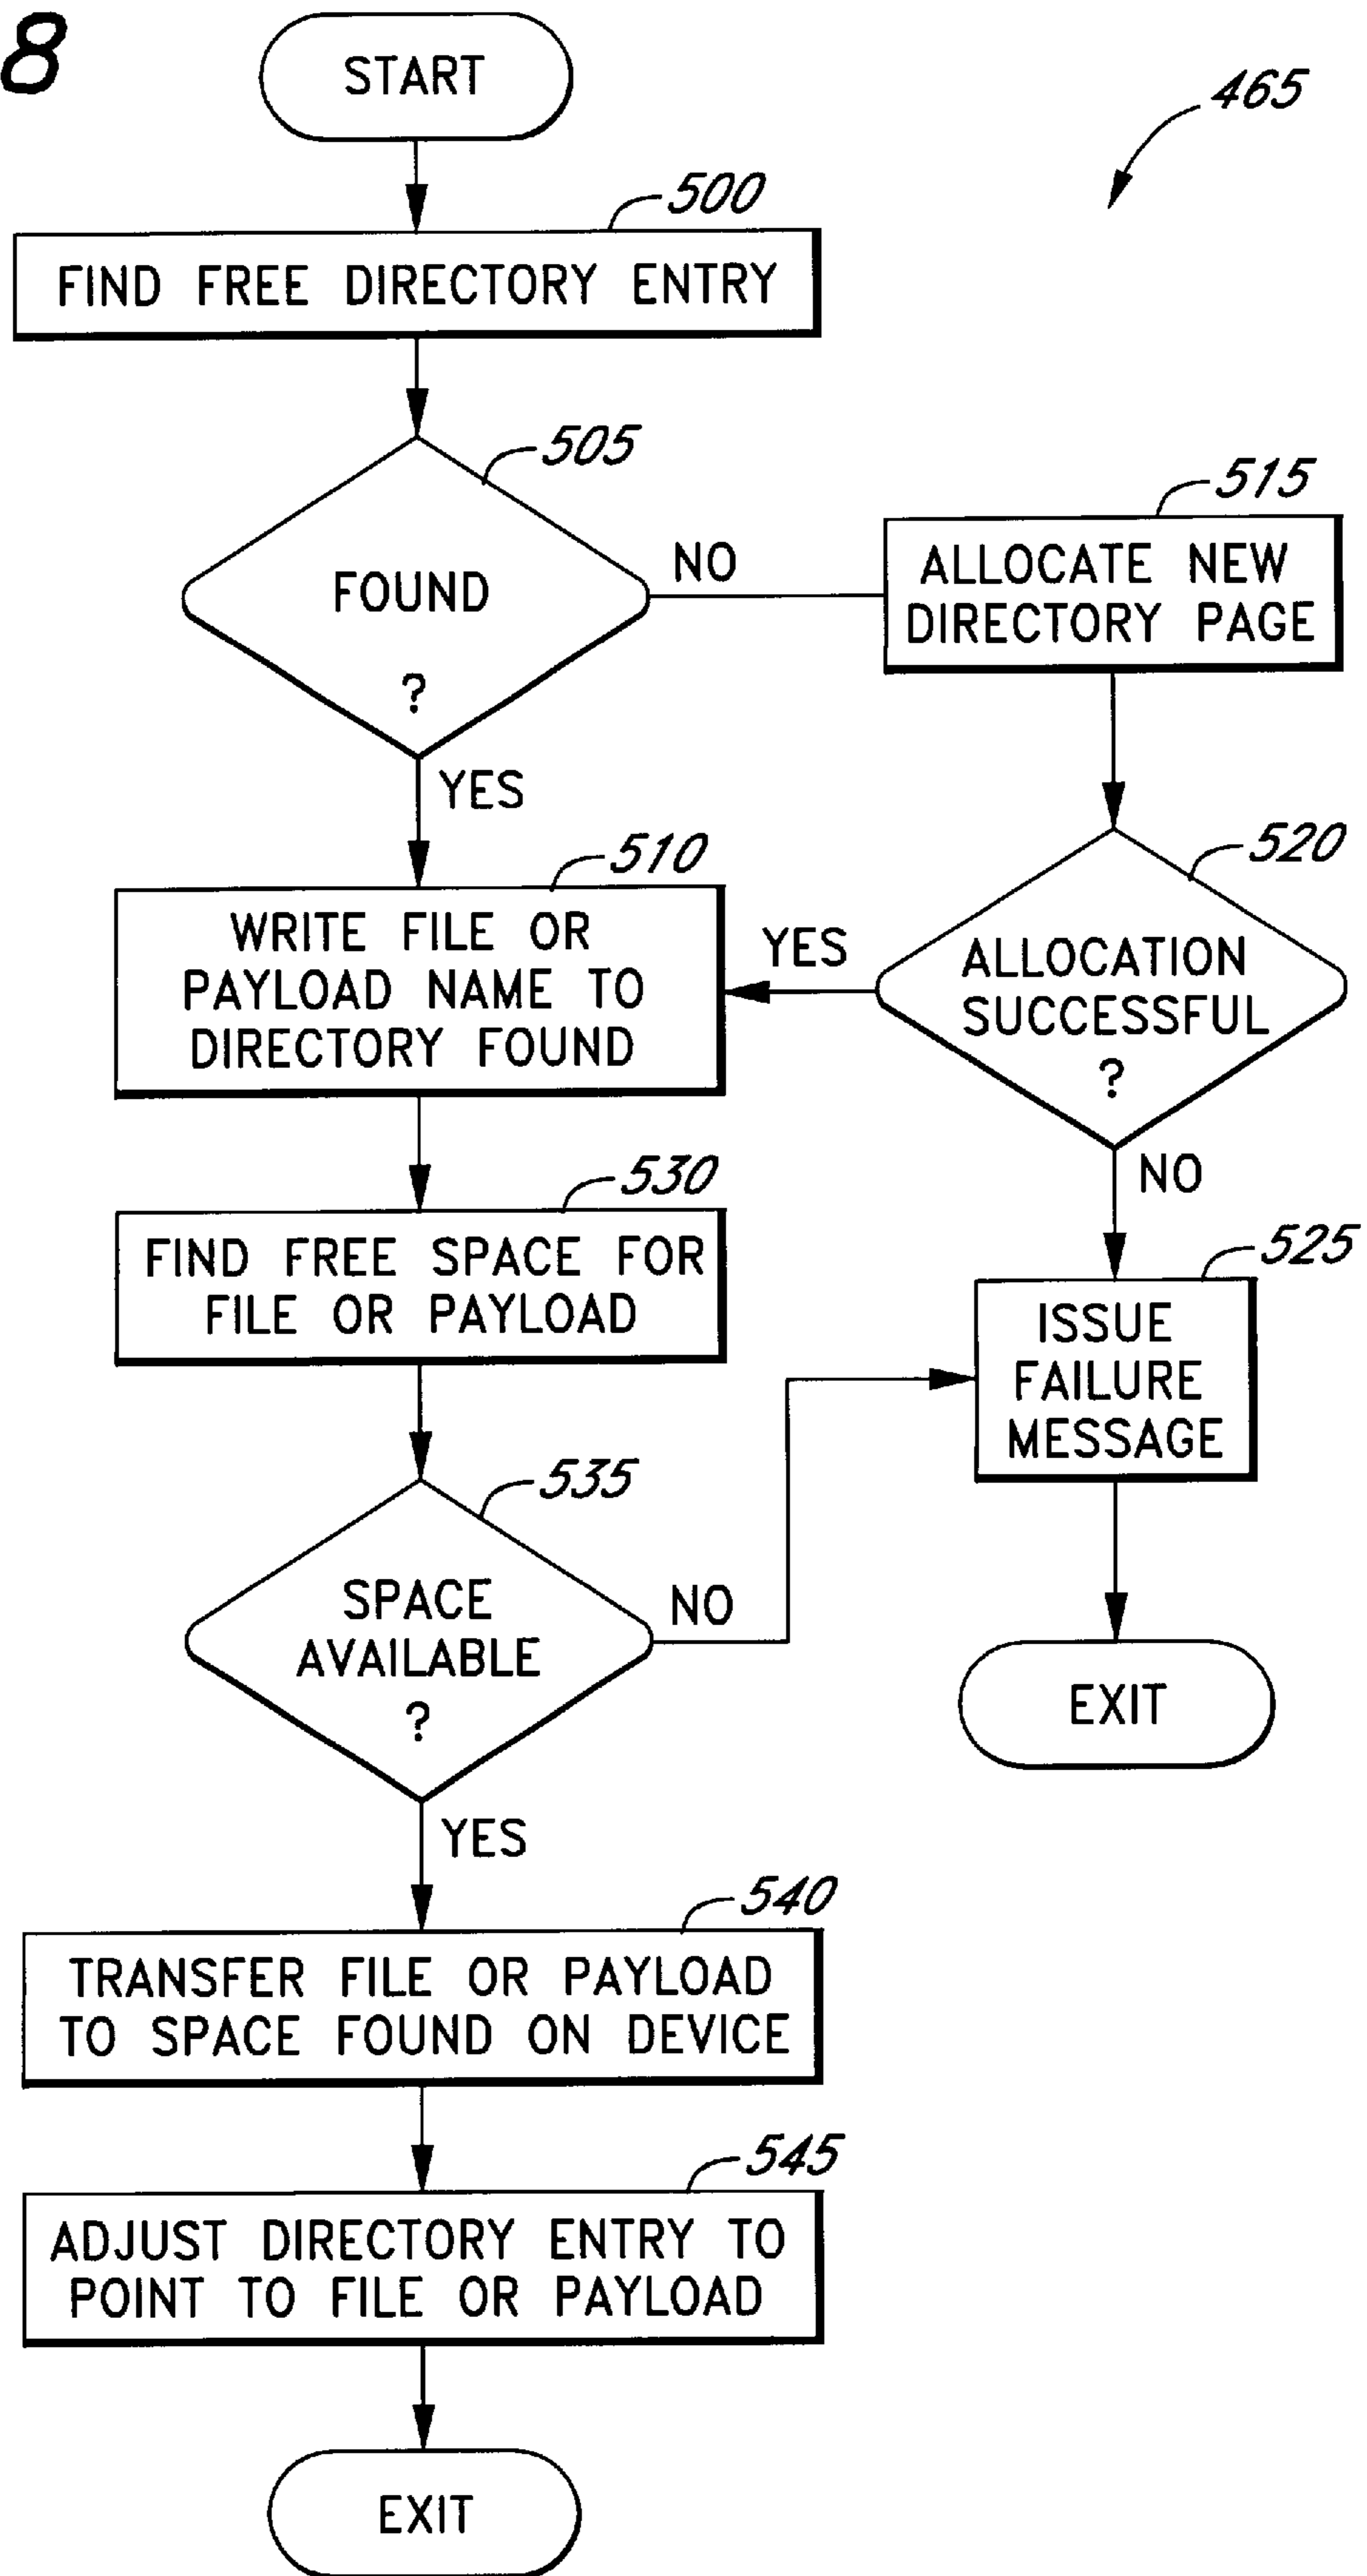 8
START
465
500
FIND FREE DIRECTORY ENTRY
505
FOUND
?
NO
515
ALLOCATE NEW
DIRECTORY PAGE
YES
510
WRITE FILE OR
PAYLOAD NAME TO
DIRECTORY FOUND
YES
520
ALLOCATION
SUCCESSFUL
?
NO
530
FIND FREE SPACE FOR
FILE OR PAYLOAD
525
ISSUE
FAILURE
MESSAGE
535
SPACE
AVAILABLE
?
NO
EXIT
YES
540
TRANSFER FILE OR PAYLOAD
TO SPACE FOUND ON DEVICE
545
ADJUST DIRECTORY ENTRY TO
POINT TO FILE OR PAYLOAD
EXIT